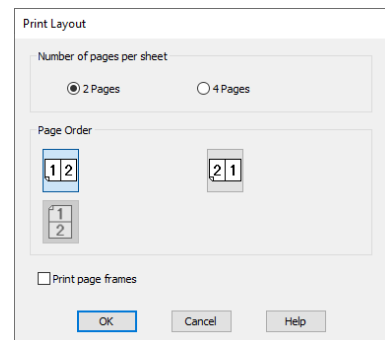 Print Layout
Number of pages per sheet
2 Pages
4 Pages
Page Order
1 2
2 1
1
2
Print page frames
OK
Cancel
Help